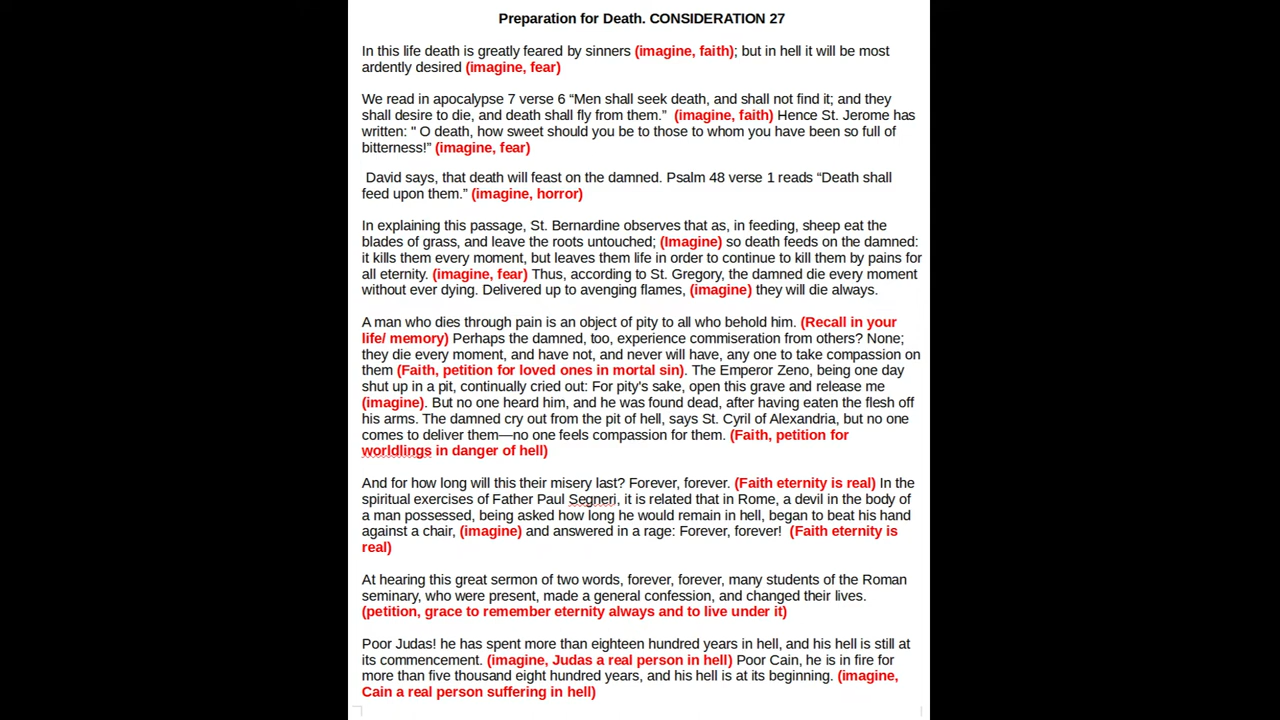 Preparation for Death. CONSIDERATION 27
In this life death is greatly feared by sinners (imagine, faith); but in hell it will be most
ardently desired (imagine, fear)
We read in apocalypse 7 verse 6 “Men shall seek death, and shall not find it; and they
shall desire to die, and death shall fly from them.”  (imagine, faith) Hence St. Jerome has
written: " O death, how sweet should you be to those to whom you have been so full of
bitterness!” (imagine, fear)
David says, that death will feast on the damned. Psalm 48 verse 1 reads “Death shall
feed upon them.” (imagine, horror)
In explaining this passage, St. Bernardine observes that as, in feeding, sheep eat the
blades of grass, and leave the roots untouched; (Imagine) so death feeds on the damned:
it kills them every moment, but leaves them life in order to continue to kill them by pains for
all eternity. (imagine, fear) Thus, according to St. Gregory, the damned die every moment
without ever dying. Delivered up to avenging flames, (imagine) they will die always.
A man who dies through pain is an object of pity to all who behold him. (Recall in your
life/ memory) Perhaps the damned, too, experience commiseration from others? None;
they die every moment, and have not, and never will have, any one to take compassion on
them (Faith, petition for loved ones in mortal sin). The Emperor Zeno, being one day
shut up in a pit, continually cried out: For pity's sake, open this grave and release me
(imagine). But no one heard him, and he was found dead, after having eaten the flesh off
his arms. The damned cry out from the pit of hell, says St. Cyril of Alexandria, but no one
comes to deliver them—no one feels compassion for them. (Faith, petition for
worldlings in danger of hell)
And for how long will this their misery last? Forever, forever. (Faith eternity is real) In the
spiritual exercises of Father Paul Segneri, it is related that in Rome, a devil in the body of
a man possessed, being asked how long he would remain in hell, began to beat his hand
against a chair, (imagine) and answered in a rage: Forever, forever!  (Faith eternity is
real)
At hearing this great sermon of two words, forever, forever, many students of the Roman
seminary, who were present, made a general confession, and changed their lives.
(petition, grace to remember eternity always and to live under it)
Poor Judas! he has spent more than eighteen hundred years in hell, and his hell is still at
its commencement. (imagine, Judas a real person in hell) Poor Cain, he is in fire for
more than five thousand eight hundred years, and his hell is at its beginning. (imagine,
Cain a real person suffering in hell)